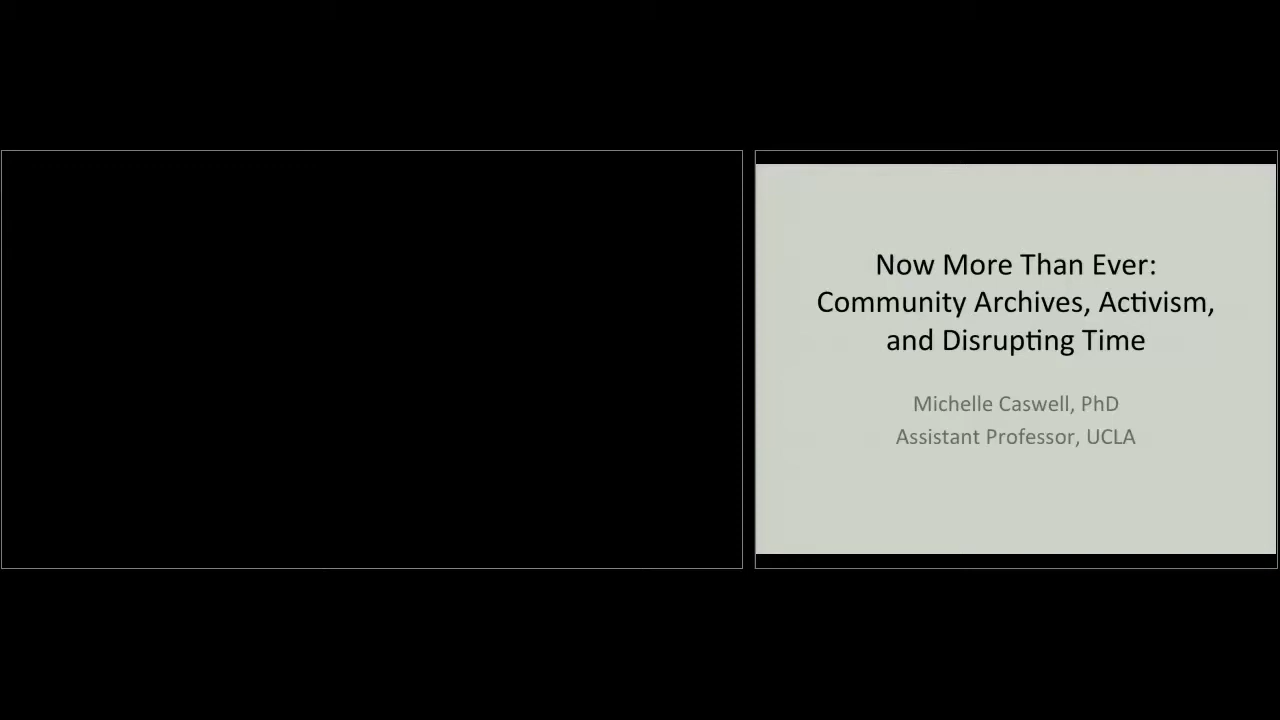 Now More Than Ever:
Community Archives, Activism,
and Disrupting Time
Michelle Caswell, PhD
Assistant Professor, UCLA